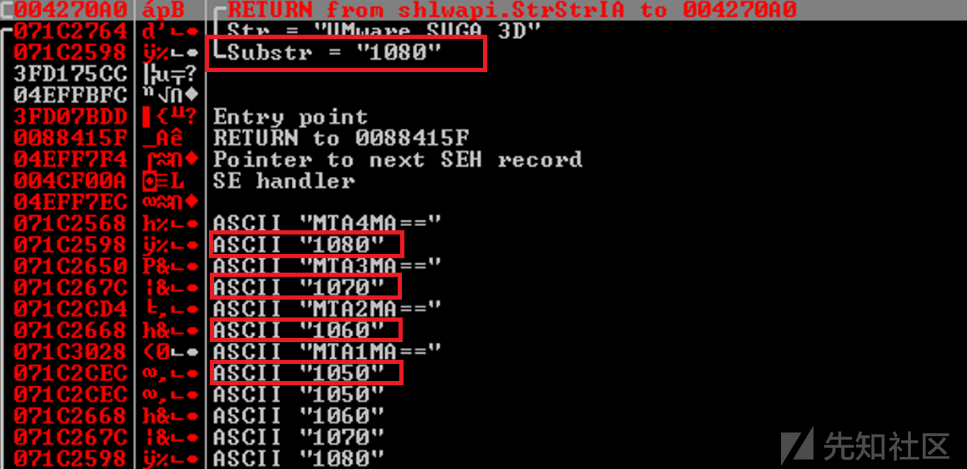 004270A0 ápB RETURN from shlwapi.StrStrIA to 004270A0
071C2764 Str = "UMware SUGA 3D"
071C2598 Substr = "1080"
3FD175CC
04EFFBFC
3FD07BDD Entry point
0088415F _Aê RETURN to 0088415F
04EFF7F4 Pointer to next SEH record
004CF00A SE handler
04EFF7EC
071C2568 ASCII "MTA4MA=="
071C2598 ASCII "1080"
071C2650 ASCII "MTA3MA=="
071C267C ASCII "1070"
071C2CD4 ASCII "MTA2MA=="
071C2668 ASCII "1060"
071C3028 ASCII "MTA1MA=="
071C2CEC ASCII "1050"
071C2CEC ASCII "1050"
071C2668 ASCII "1060"
071C267C ASCII "1070"
071C2598 ASCII "1080"
先知社区